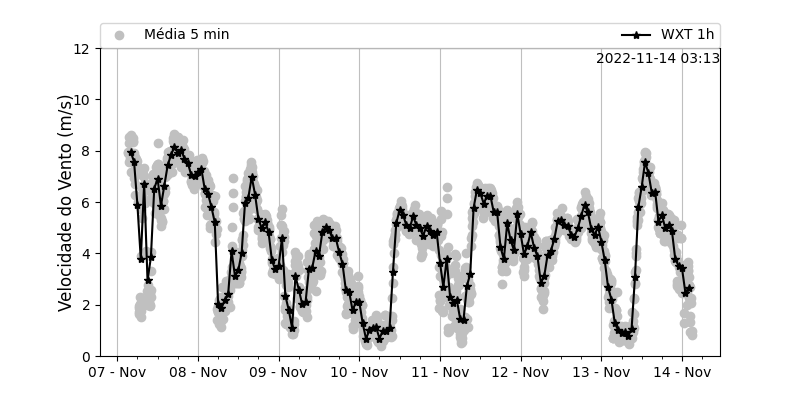 Média 5 min WXT 1h
2022-11-14 03:13
Velocidade do Vento (m/s)
12
10
8
6
4
2
0
07 - Nov 08 - Nov 09 - Nov 10 - Nov 11 - Nov 12 - Nov 13 - Nov 14 - Nov